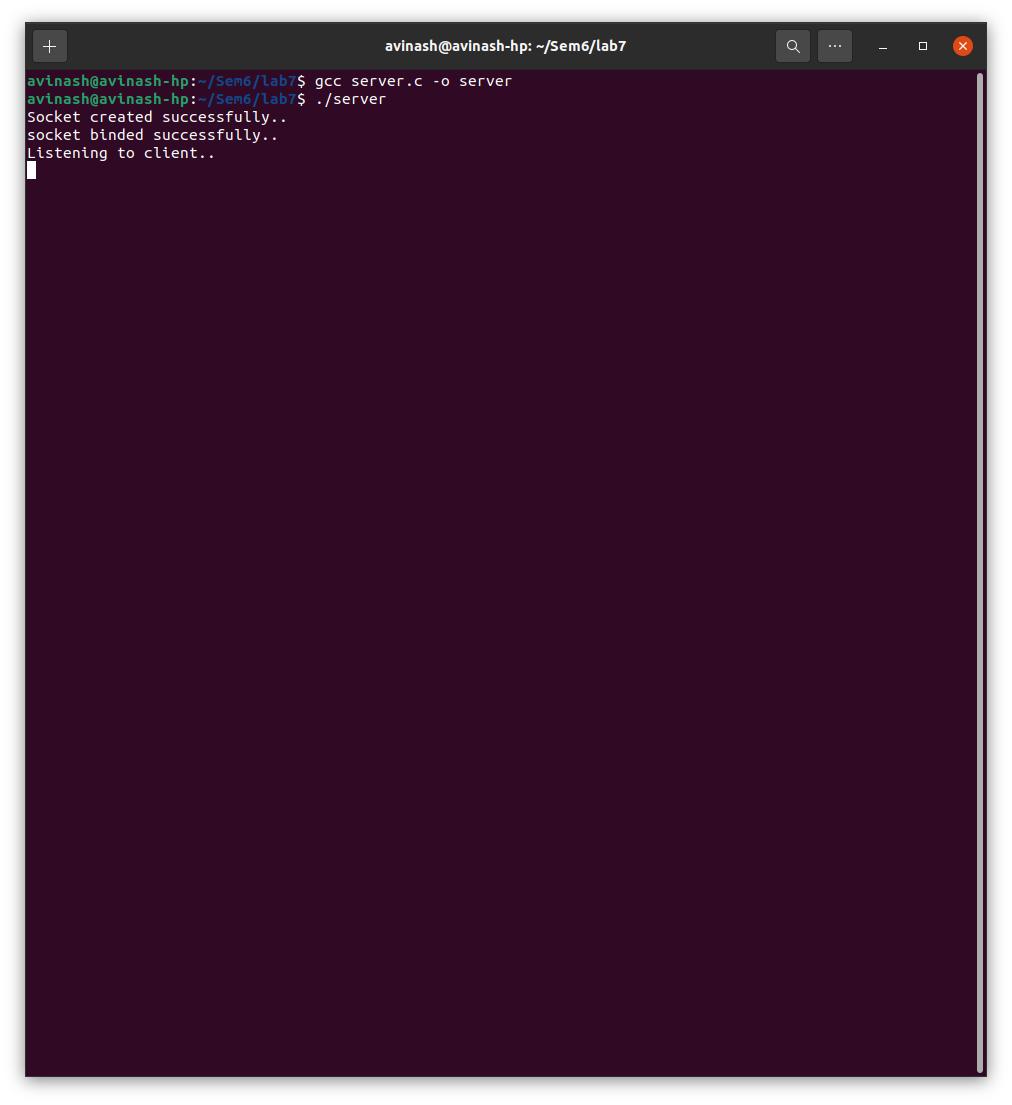 avinash@avinash-hp: ~/Sem6/lab7
avinash@avinash-hp:~/Sem6/lab7$ gcc server.c -o server
avinash@avinash-hp:~/Sem6/lab7$ ./server
Socket created successfully..
socket binded successfully..
Listening to client..